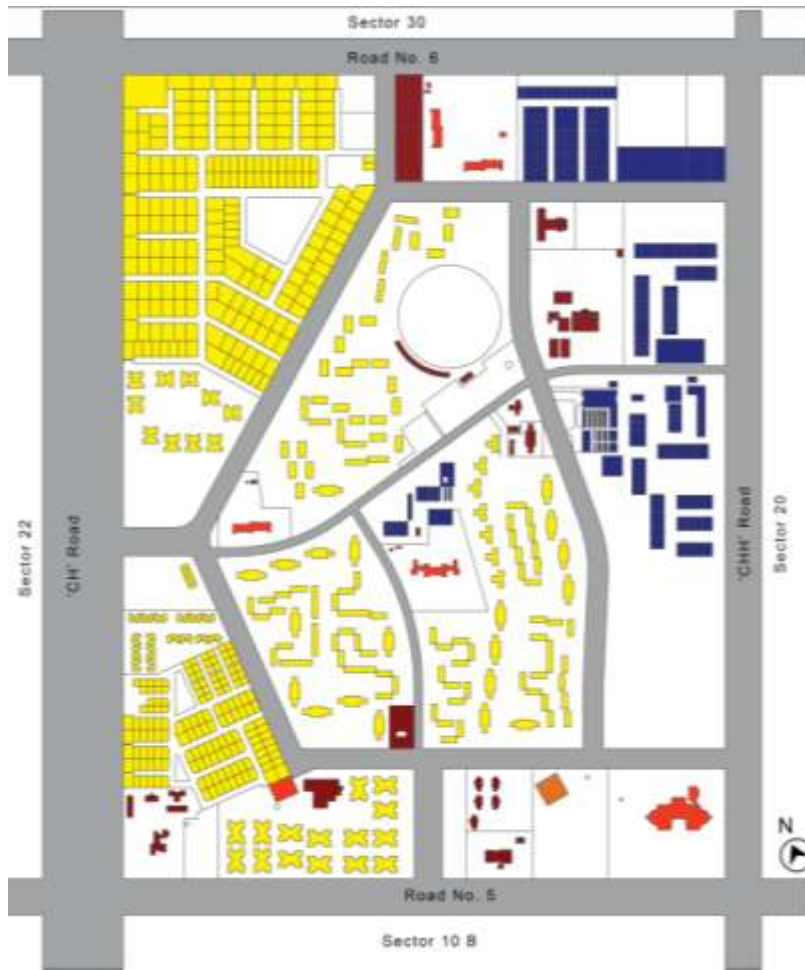 Sector 30
Road No. 6
Sector 22
'CH' Road
'CHH' Road
Sector 20
N
Road No. 5
Sector 10 B